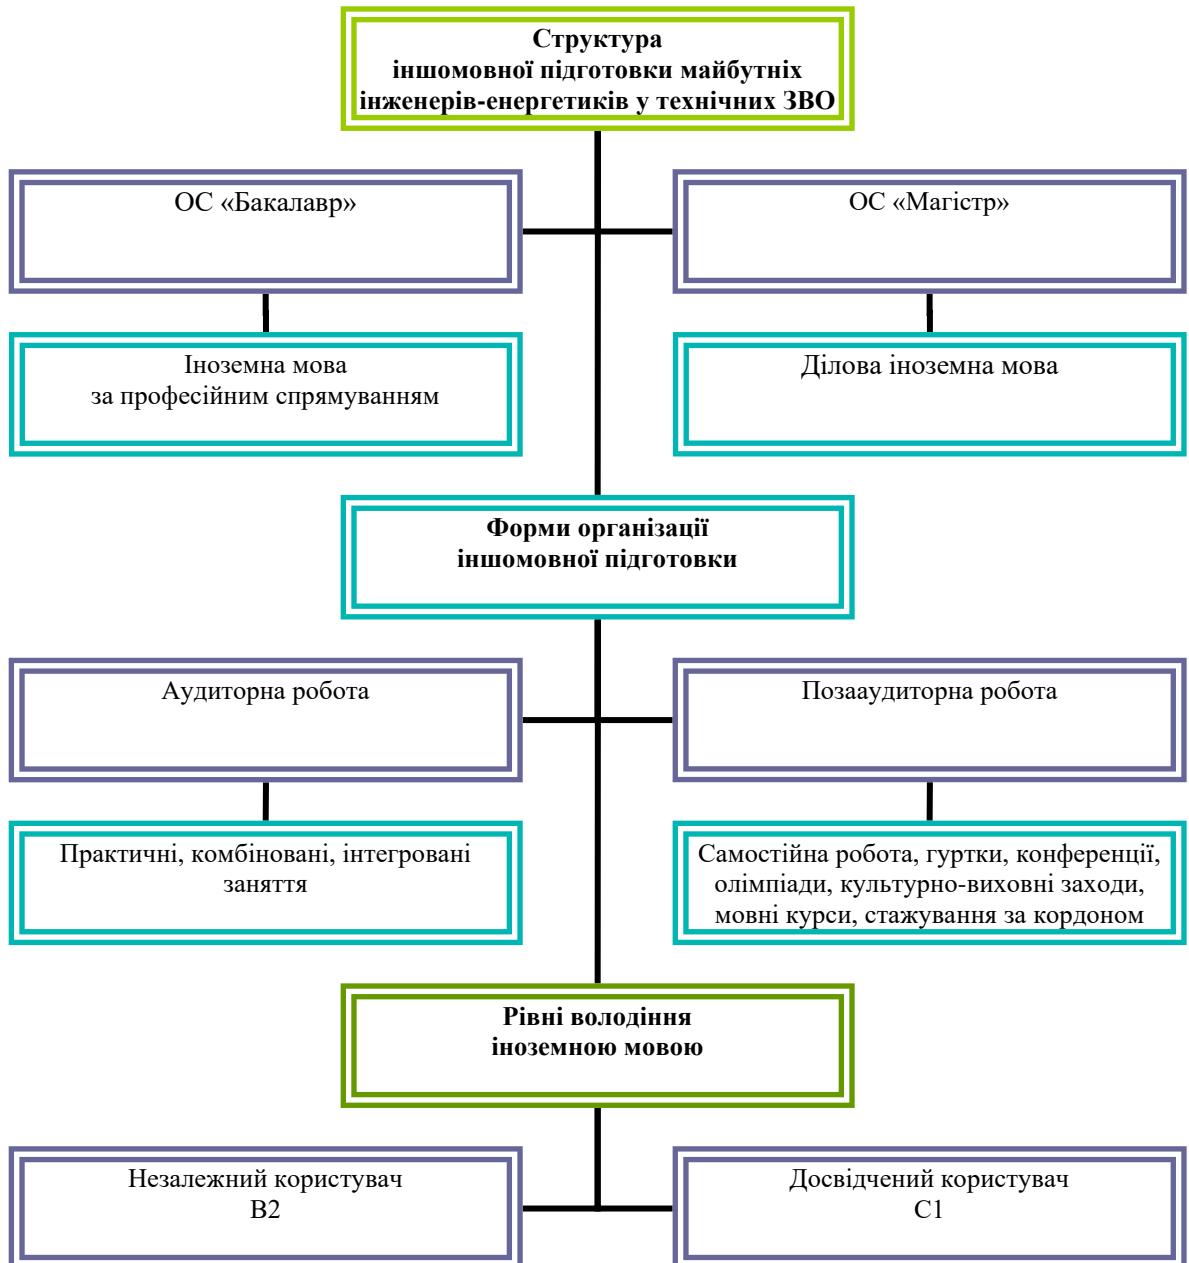 Структура
іншомовної підготовки майбутніх
інженерів-енергетиків у технічних ЗВО
ОС «Бакалавр»
ОС «Магістр»
Іноземна мова
за професійним спрямуванням
Ділова іноземна мова
Форми організації
іншомовної підготовки
Аудиторна робота
Позааудиторна робота
Практичні, комбіновані, інтегровані
заняття
Самостійна робота, гуртки, конференції,
олімпіади, культурно-виховні заходи,
мовні курси, стажування за кордоном
Рівні володіння
іноземною мовою
Незалежний користувач
В2
Досвідчений користувач
С1